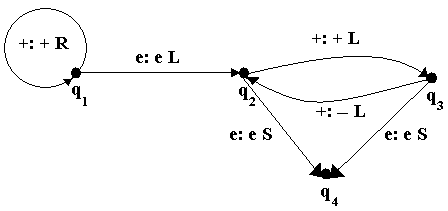 +: + R
e: e L
+: + L
q1
q2
q3
+: – L
e: e S
e: e S
q4